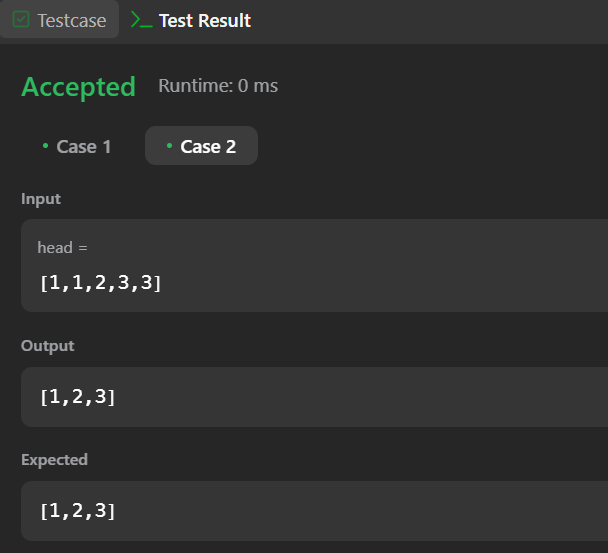 Testcase
Test Result
Accepted Runtime: 0 ms
Case 1 Case 2
Input
head =
[1,1,2,3,3]
Output
[1,2,3]
Expected
[1,2,3]